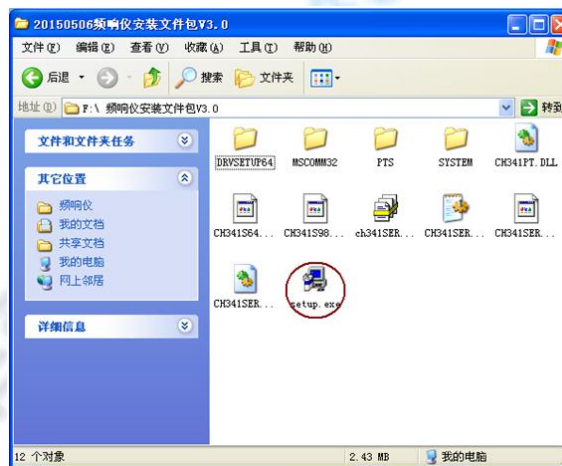 20150506频响仪安装文件包V3.0
文件(F) 编辑(E) 查看(V) 收藏(A) 工具(T) 帮助(H)
后退 搜索 文件夹
地址(D) F:\ 频响仪安装文件包V3.0 转到
文件和文件夹任务
其它位置
频响仪
我的文档
共享文档
我的电脑
网上邻居
详细信息
DRVSETUP64 MSCOMM32 PTS SYSTEM CH341PT.DLL
CH341S64... CH341S98... ch341SER... CH341SER... CH341SER...
CH341SER... setup.exe
12 个对象 2.43 MB 我的电脑